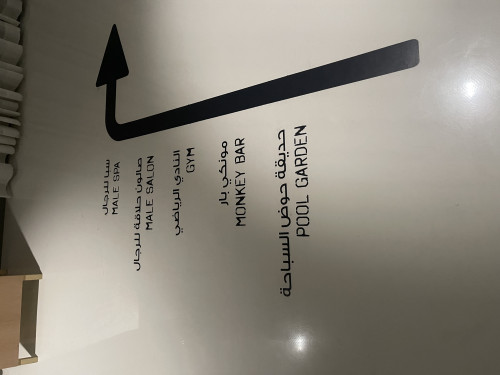 سبا للرجال
MALE SPA
صالون حلاقة للرجال
MALE SALON
النادي الرياضي
GYM
مونكي بار
MONKEY BAR
حديقة حوض السباحة
POOL GARDEN